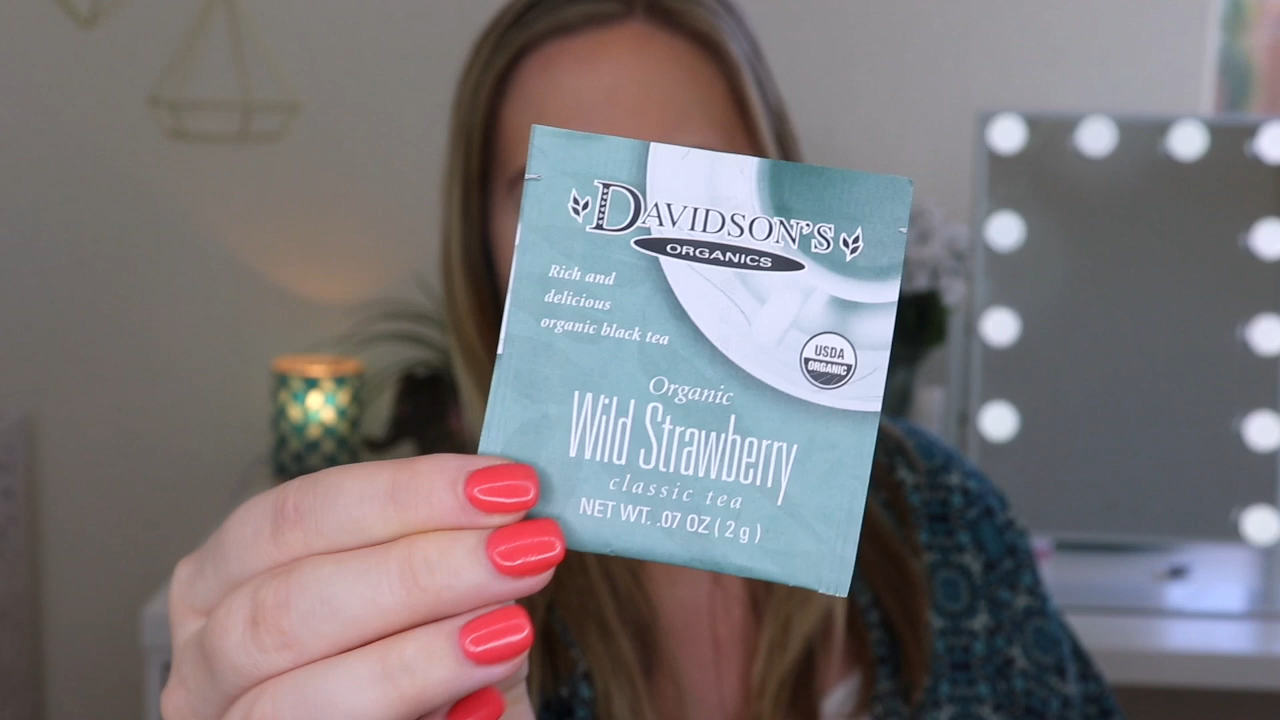 DAVIDSON'S
ORGANICS
Rich and
delicious
organic black tea
USDA
ORGANIC
Organic
Wild Strawberry
classic tea
NET WT. .07 OZ ( 2 g )